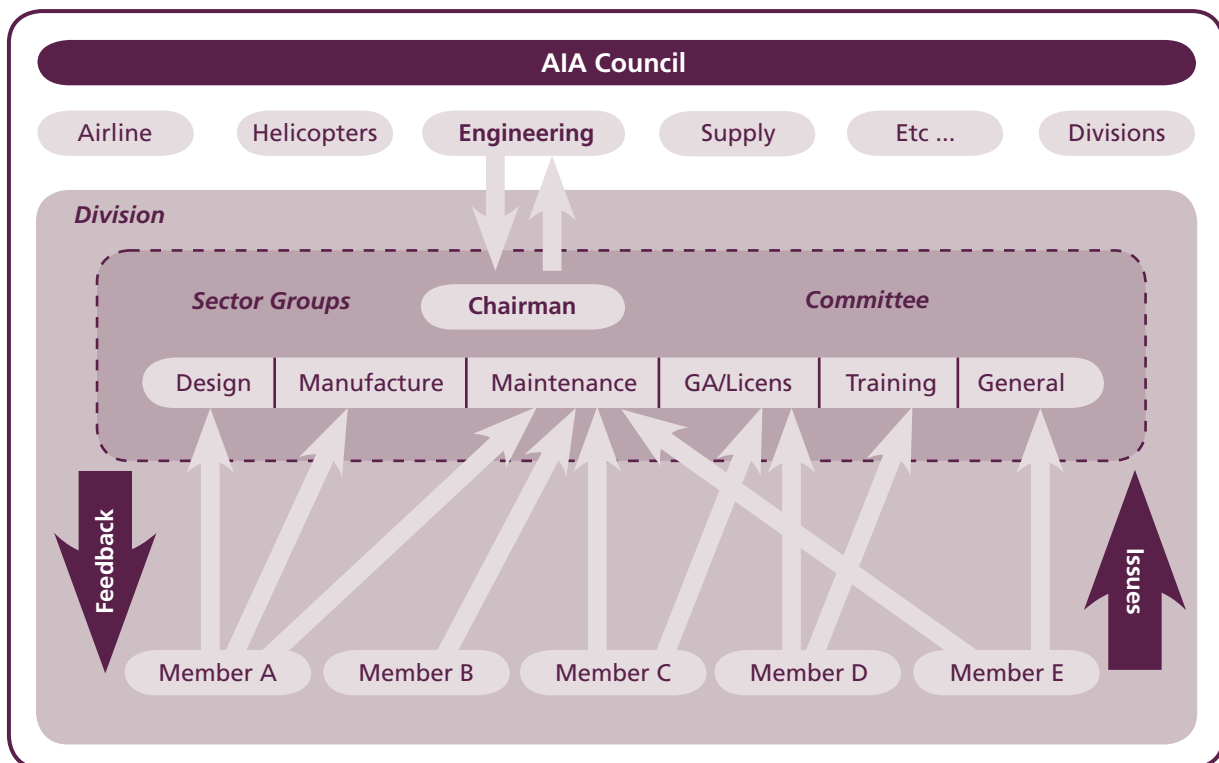 AIA Council
Airline
Helicopters
Engineering
Supply
Etc ...
Divisions
Division
Sector Groups
Chairman
Committee
Design
Manufacture
Maintenance
GA/Licens
Training
General
Feedback
Issues
Member A
Member B
Member C
Member D
Member E